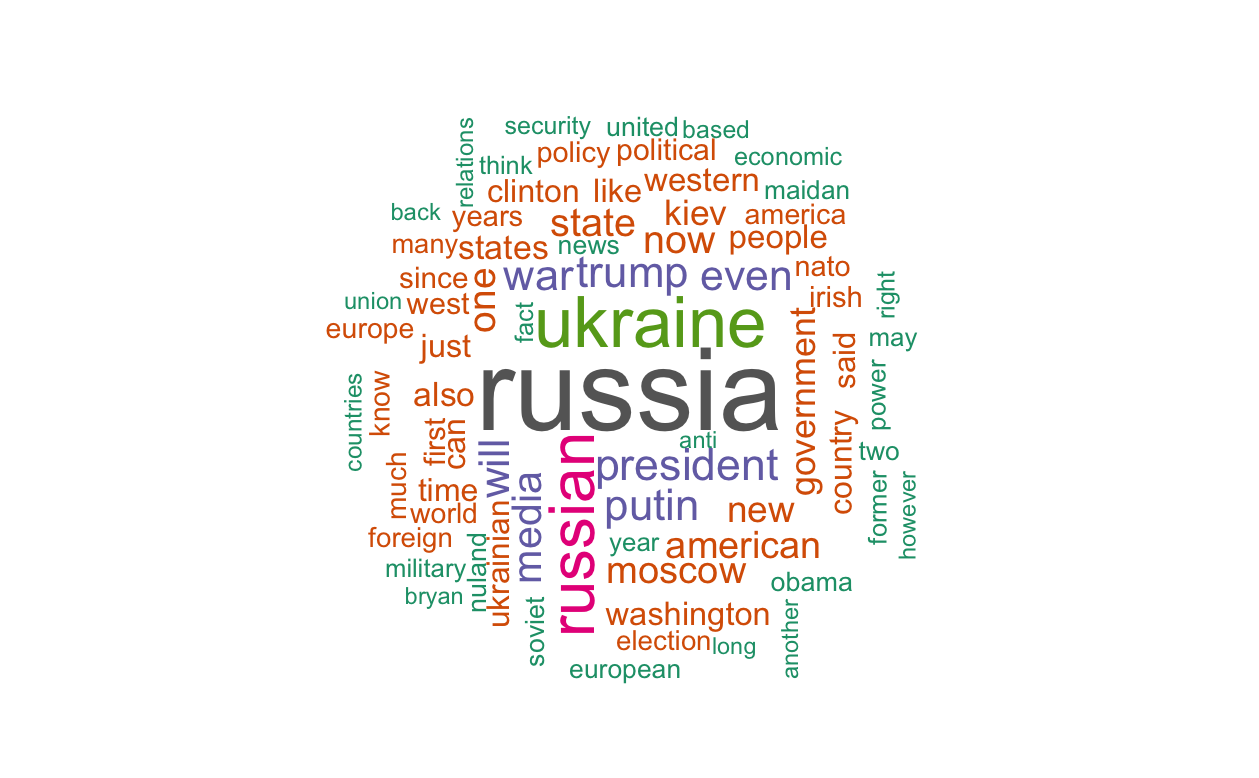 relations
security
united
based
think
policy
political
economic
clinton
like
western
maidan
back
years
state
kiev
america
many
states
news
now
people
since
one
war
trump
even
nato
union
west
fact
ukraine
irish
right
europe
just
russia
government
said
may
countries
know
also
power
first
can
will
anti
president
country
two
much
time
media
russian
putin
new
former
however
world
ukrainian
foreign
year
american
military
nuland
moscow
obama
bryan
soviet
washington
another
election
long
european